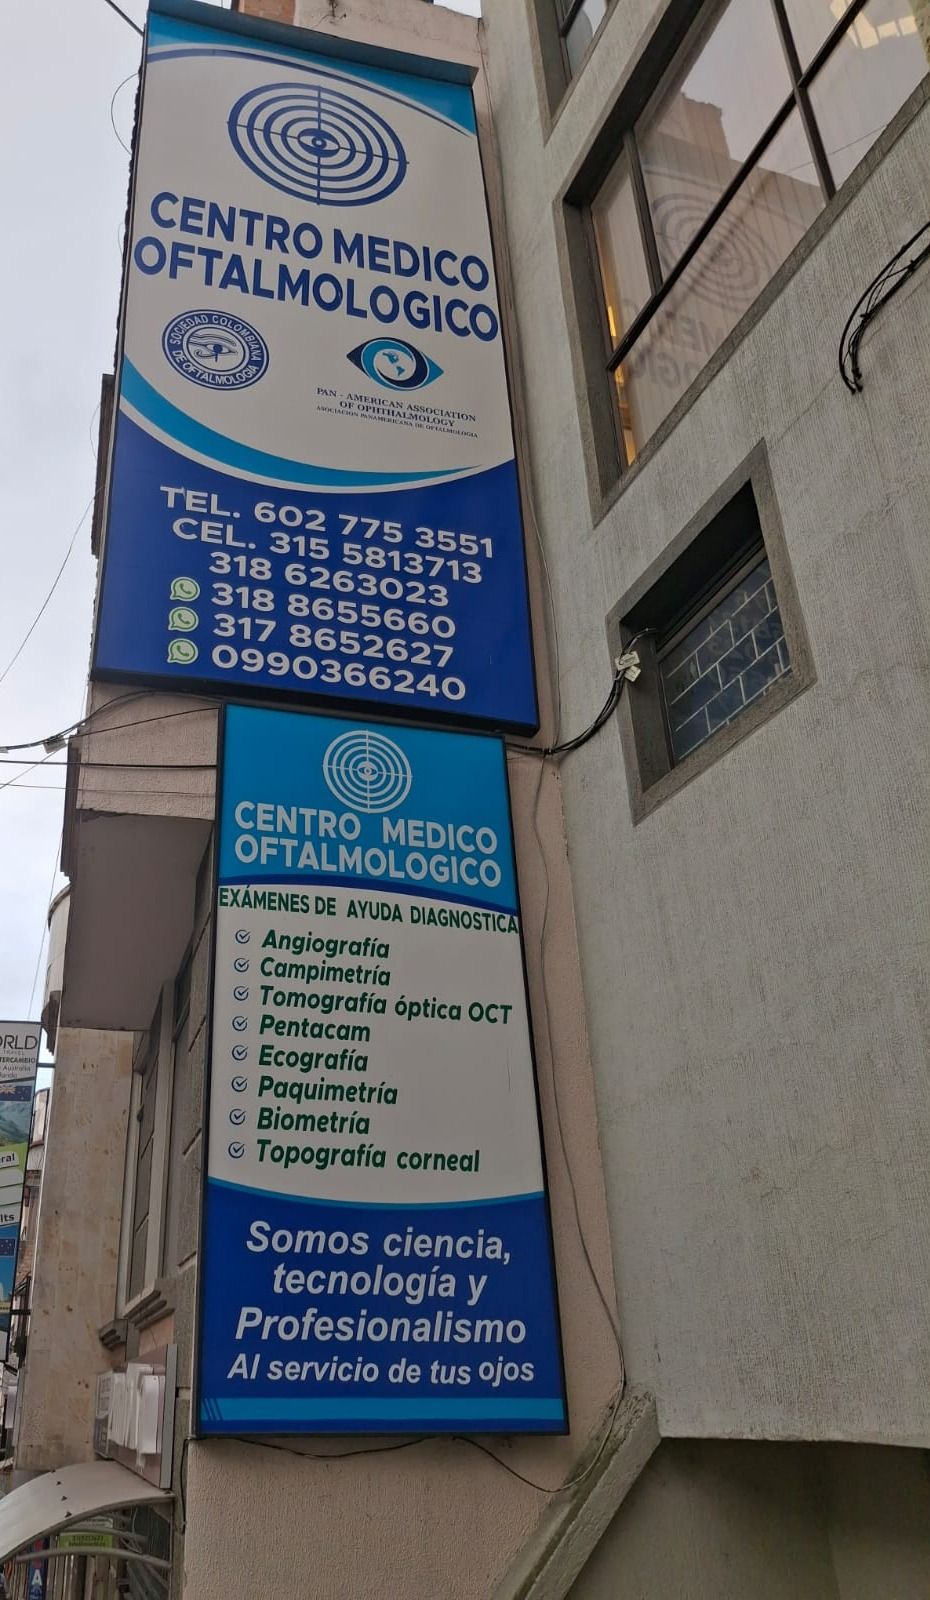 CENTRO MEDICO
OFTALMOLOGICO
SOCIEDAD COLOMBIANA
DE OFTALMOLOGÍA
PAN - AMERICAN ASSOCIATION
OF OPHTHALMOLOGY
ASOCIACION PANAMERICANA DE OFTALMOLOGIA
TEL. 602 775 3551
CEL. 315 5813713
318 6263023
318 8655660
317 8652627
0990366240
CENTRO MEDICO
OFTALMOLOGICO
EXÁMENES DE AYUDA DIAGNOSTICA
Angiografía
Campimetría
Tomografía óptica OCT
Pentacam
Ecografía
Paquimetría
Biometría
Topografía corneal
Somos ciencia,
tecnología y
Profesionalismo
Al servicio de tus ojos